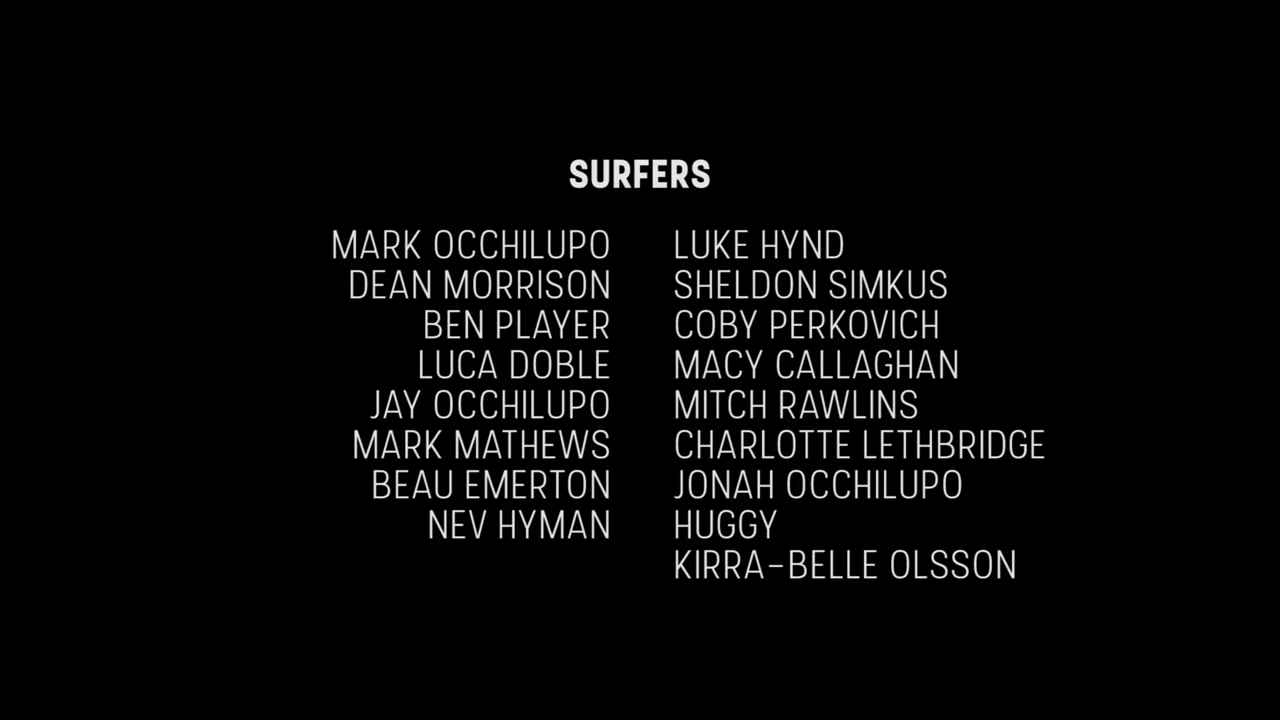 SURFERS
MARK OCCHILUPO
DEAN MORRISON
BEN PLAYER
LUCA DOBLE
JAY OCCHILUPO
MARK MATHEWS
BEAU EMERTON
NEV HYMAN
LUKE HYND
SHELDON SIMKUS
COBY PERKOVICH
MACY CALLAGHAN
MITCH RAWLINS
CHARLOTTE LETHBRIDGE
JONAH OCCHILUPO
HUGGY
KIRRA-BELLE OLSSON